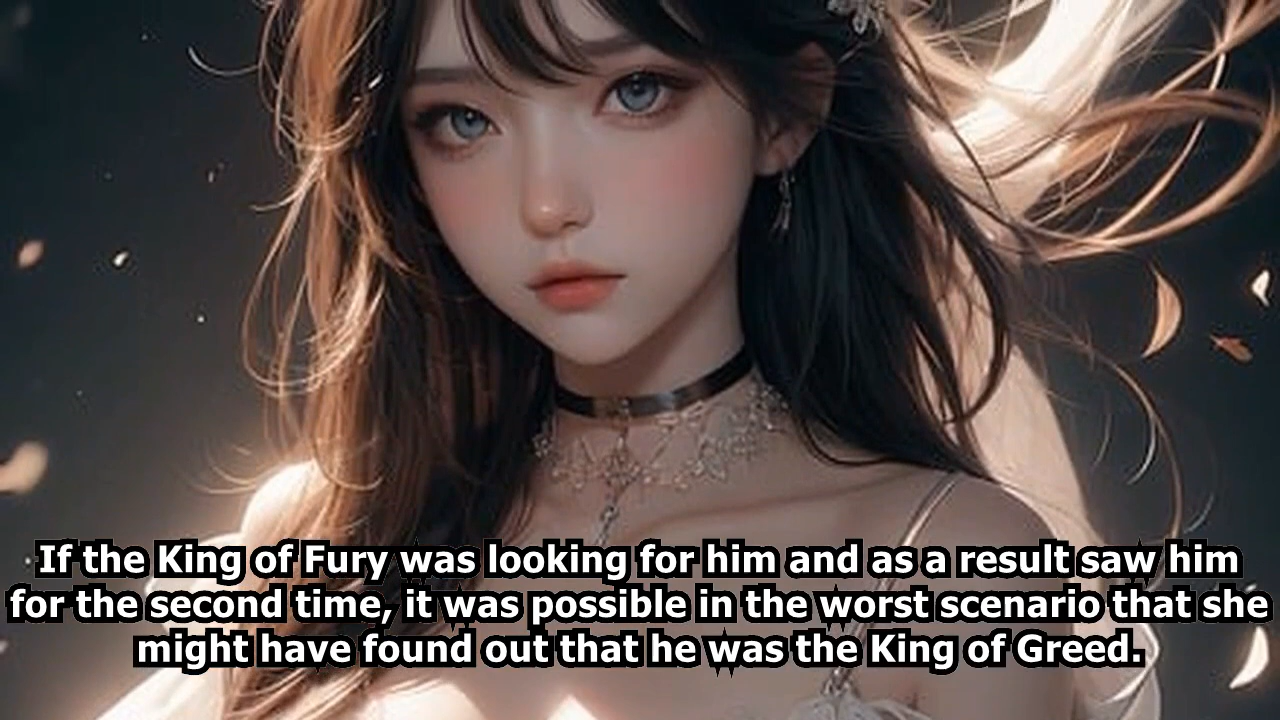 If the King of Fury was looking for him and as a result saw him
for the second time, it was possible in the worst scenario that she
might have found out that he was the King of Greed.